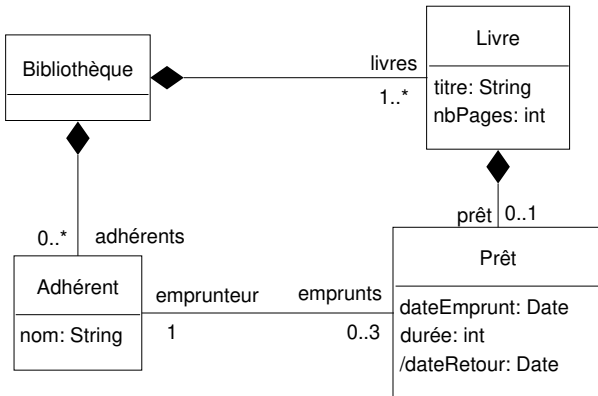 Bibliothèque
livres
1..*
Livre
titre: String
nbPages: int
prêt 0..1
0..* adhérents
Adhérent
nom: String
emprunteur
1
emprunts
0..3
Prêt
dateEmprunt: Date
durée: int
/dateRetour: Date